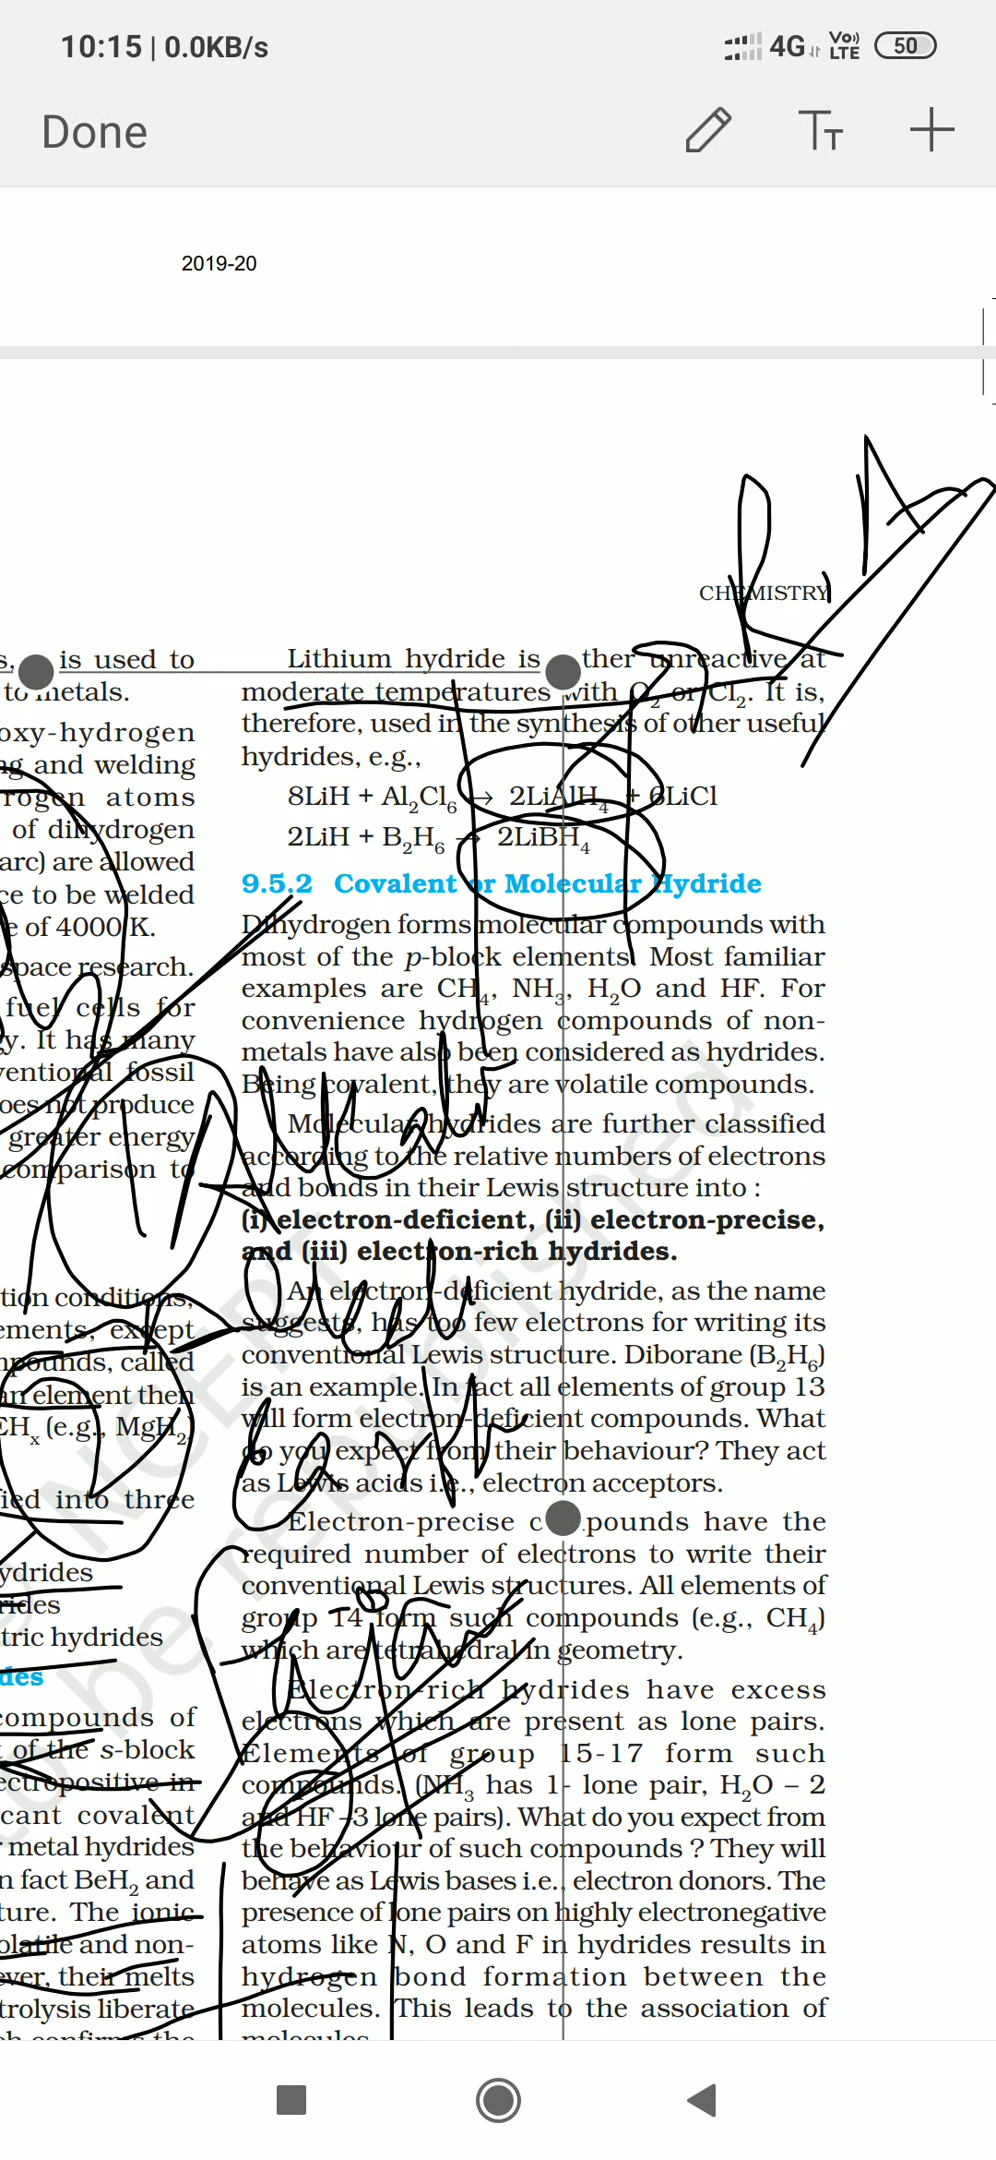 10:15 | 0.0KB/s 4G Vo)) LTE 50
Done TT
2019-20
CHEMISTRY
is used to
to metals.
oxy-hydrogen
and welding
rogen atoms
of dihydrogen
arc) are allowed
ce to be welded
e of 4000 K.
space research.
fuel cells for
y. It has many
ventional fossil
oes not produce
greater energy
comparison to
tion conditions,
ements, except
mpounds, called
an element then
EHₓ (e.g., MgH₂)
ied into three
ydrides
rides
tric hydrides
des
compounds of
t of the s-block
ectropositive in
cant covalent
r metal hydrides
n fact BeH₂ and
ture. The ionic
olatile and non-
ever, their melts
trolysis liberate
ch confirms the
Lithium hydride is ther unreactive at
moderate temperatures with O₂ or Cl₂. It is,
therefore, used in the synthesis of other useful
hydrides, e.g.,
8LiH + Al₂Cl₆ → 2LiAlH₄ + 6LiCl
2LiH + B₂H₆ → 2LiBH₄
9.5.2 Covalent or Molecular Hydride
Dihydrogen forms molecular compounds with
most of the p-block elements. Most familiar
examples are CH₄, NH₃, H₂O and HF. For
convenience hydrogen compounds of non-
metals have also been considered as hydrides.
Being covalent, they are volatile compounds.
Molecular hydrides are further classified
according to the relative numbers of electrons
and bonds in their Lewis structure into :
(i) electron-deficient, (ii) electron-precise,
and (iii) electron-rich hydrides.
An electron-deficient hydride, as the name
suggests, has too few electrons for writing its
conventional Lewis structure. Diborane (B₂H₆)
is an example. In fact all elements of group 13
will form electron-deficient compounds. What
do you expect from their behaviour? They act
as Lewis acids i.e., electron acceptors.
Electron-precise c pounds have the
required number of electrons to write their
conventional Lewis structures. All elements of
group 14 form such compounds (e.g., CH₄)
which are tetrahedral in geometry.
Electron-rich hydrides have excess
electrons which are present as lone pairs.
Elements of group 15-17 form such
compounds. (NH₃ has 1- lone pair, H₂O – 2
and HF –3 lone pairs). What do you expect from
the behaviour of such compounds ? They will
behave as Lewis bases i.e., electron donors. The
presence of lone pairs on highly electronegative
atoms like N, O and F in hydrides results in
hydrogen bond formation between the
molecules. This leads to the association of
molecules.
© NCERT
be republished